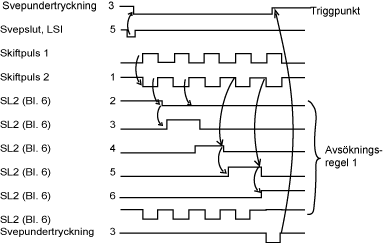 Svepundertryckning 3
Triggpunkt
Svepslut, LSI 5
Skiftpuls 1
Skiftpuls 2 1
SL2 (Bl. 6) 2
SL2 (Bl. 6) 3
SL2 (Bl. 6) 4
Avsöknings-
regel 1
SL2 (Bl. 6) 5
SL2 (Bl. 6) 6
SL2 (Bl. 6)
Svepundertryckning 3